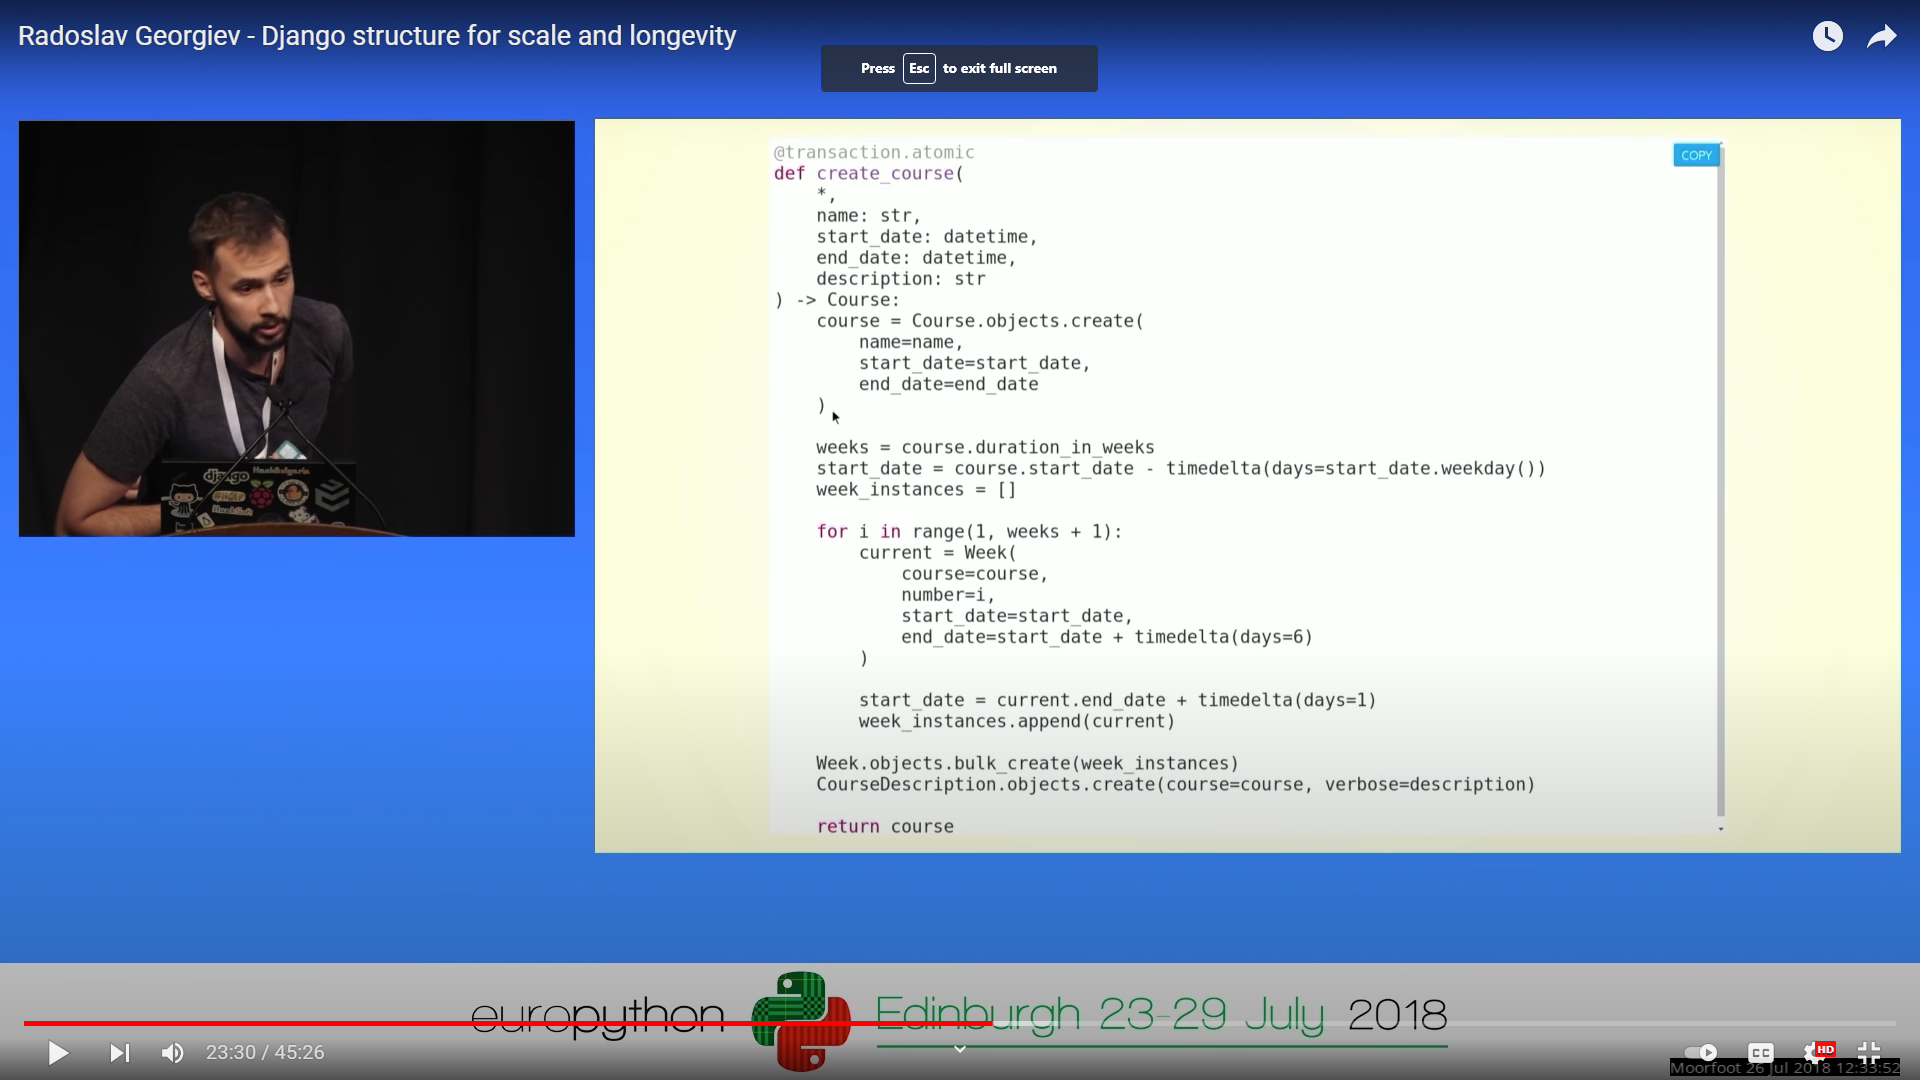 Radoslav Georgiev - Django structure for scale and longevity
Press Esc to exit full screen
@transaction.atomic
COPY
def create_course(
*,
name: str,
start_date: datetime,
end_date: datetime,
description: str
) -> Course:
course = Course.objects.create(
name=name,
start_date=start_date,
end_date=end_date
)
weeks = course.duration_in_weeks
start_date = course.start_date - timedelta(days=start_date.weekday())
week_instances = []
for i in range(1, weeks + 1):
current = Week(
course=course,
number=i,
start_date=start_date,
end_date=start_date + timedelta(days=6)
)
start_date = current.end_date + timedelta(days=1)
week_instances.append(current)
Week.objects.bulk_create(week_instances)
CourseDescription.objects.create(course=course, verbose=description)
return course
django
HackBulgaria
HackSoft
europython Edinburgh 23-29 July 2018
23:30 / 45:26
CC
HD
Moorfoot 26 Jul 2018 12:33:52